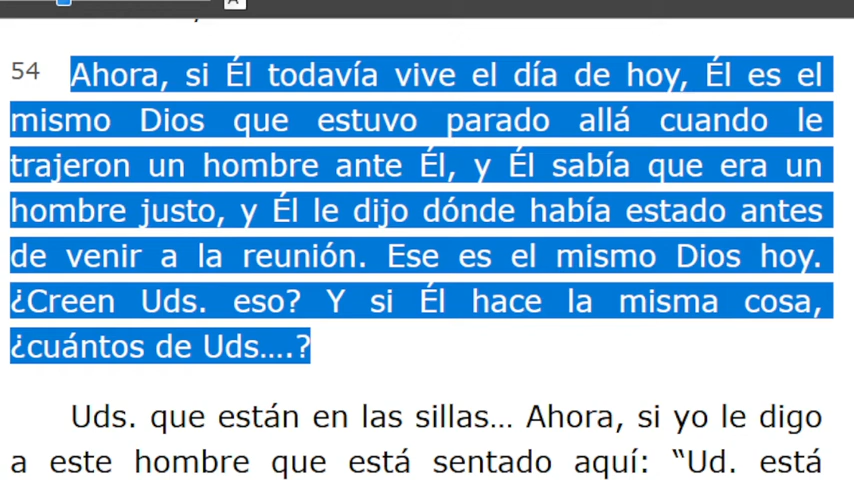 A
54 Ahora, si Él todavía vive el día de hoy, Él es el
mismo Dios que estuvo parado allá cuando le
trajeron un hombre ante Él, y Él sabía que era un
hombre justo, y Él le dijo dónde había estado antes
de venir a la reunión. Ese es el mismo Dios hoy.
¿Creen Uds. eso? Y si Él hace la misma cosa,
¿cuántos de Uds.…?
Uds. que están en las sillas… Ahora, si yo le digo
a este hombre que está sentado aquí: “Ud. está